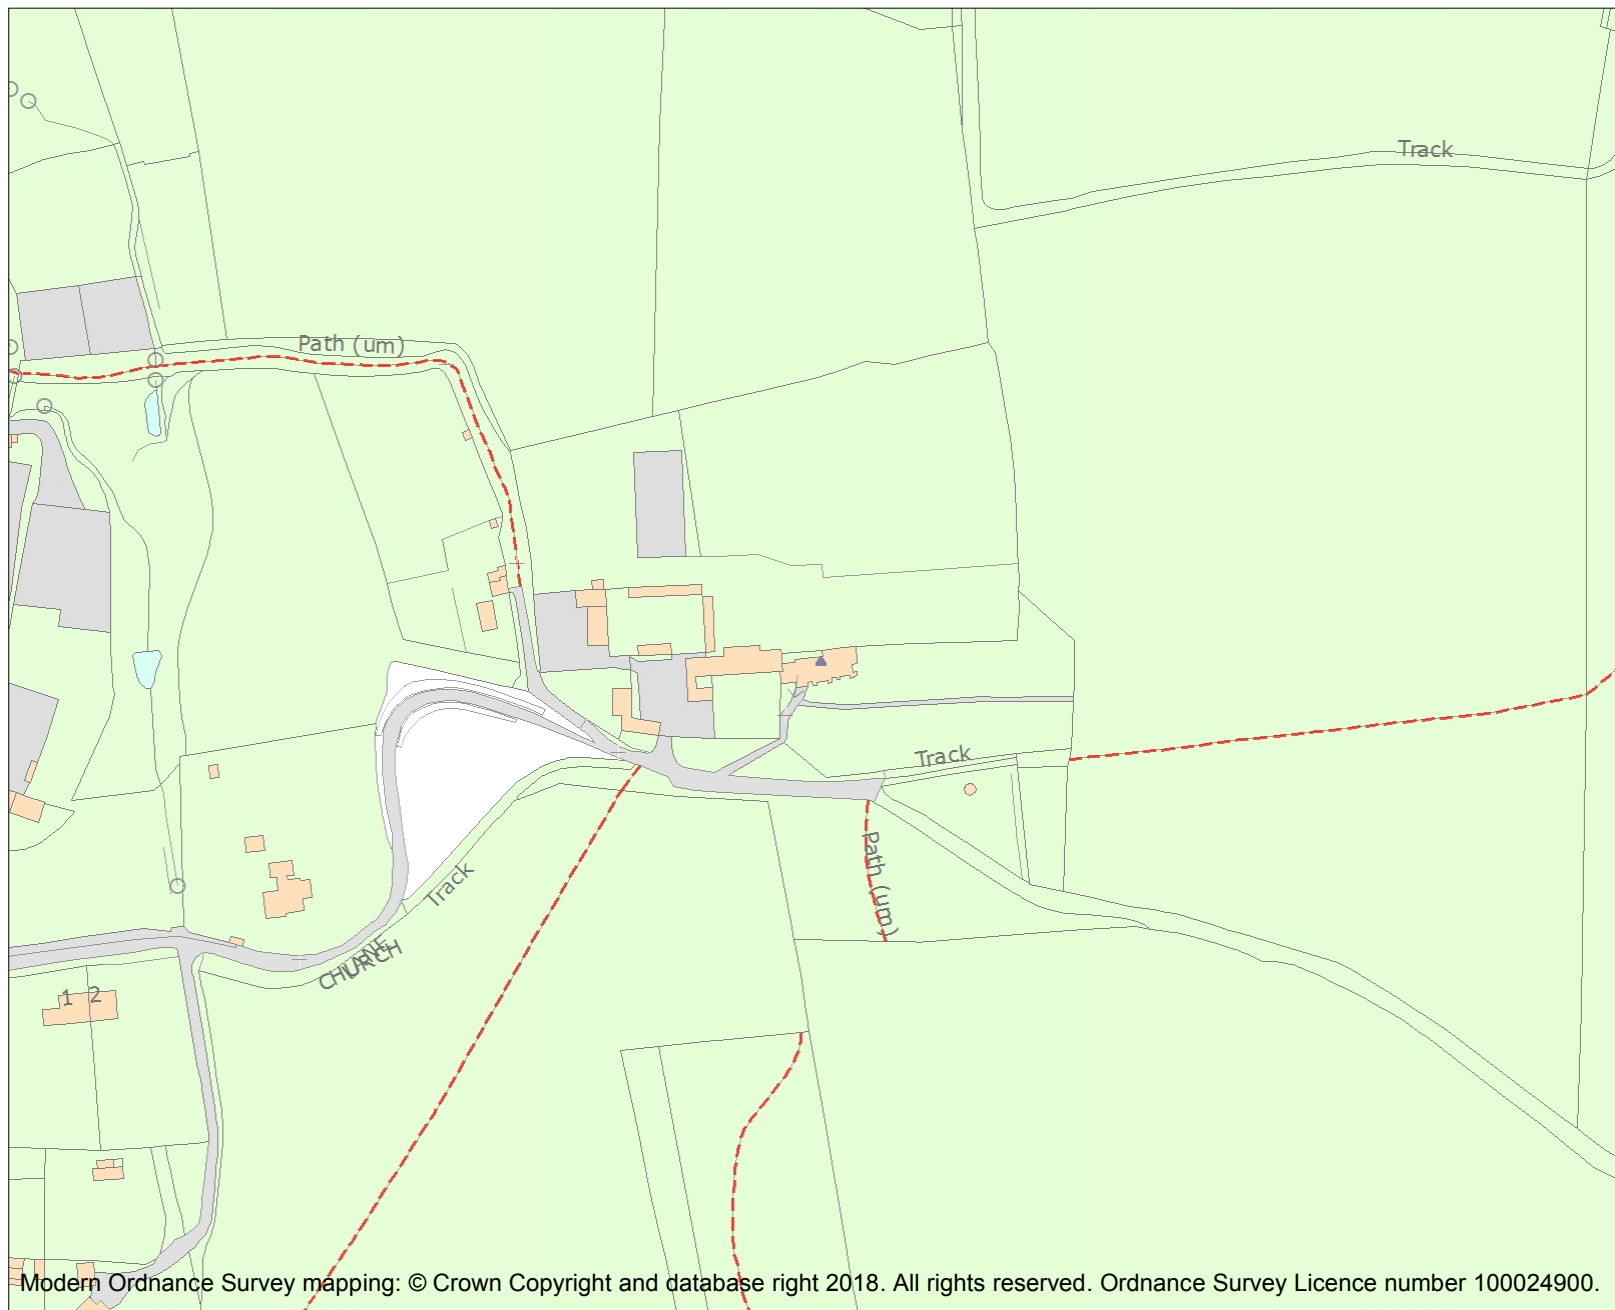 Track
Path (um)
Track
Path (um)
Track
CHURCH
LANE
1 2
Modern Ordnance Survey mapping: © Crown Copyright and database right 2018. All rights reserved. Ordnance Survey Licence number 100024900.